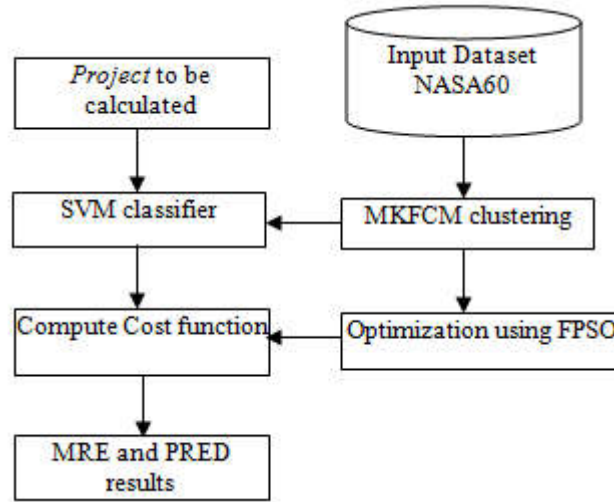 Project to be
calculated
Input Dataset
NASA60
SVM classifier
MKFCM clustering
Compute Cost function
Optimization using FPSO
MRE and PRED
results